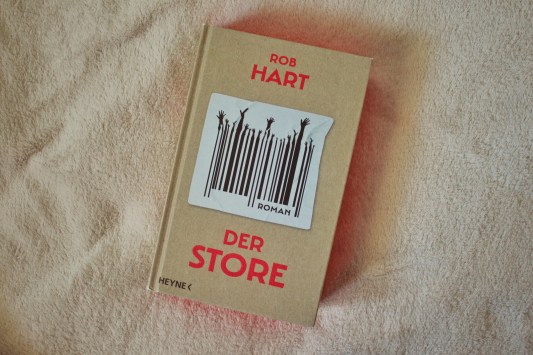 ROB
HART
ROMAN
DER
STORE
HEYNE <